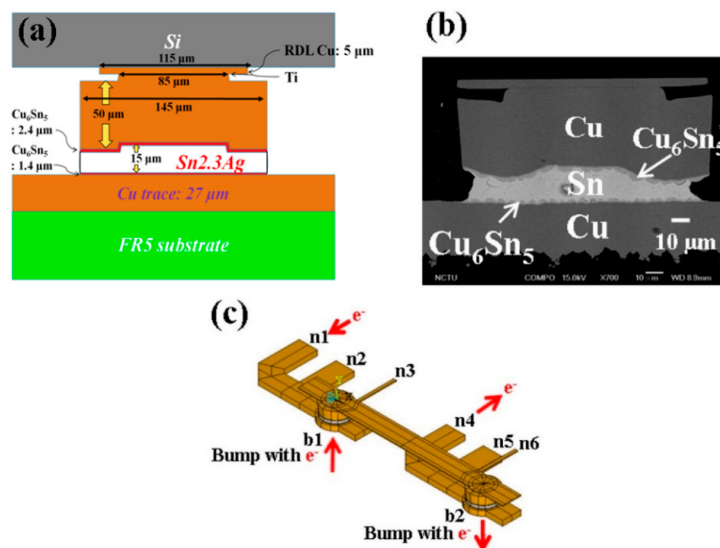 (a)
Si
115 µm
RDL Cu: 5 µm
Ti
85 µm
50 µm
145 µm
Cu6Sn5
: 2.4 µm
Cu6Sn5
: 1.4 µm
15 µm
Sn2.3Ag
Cu trace: 27 µm
FR5 substrate
(b)
Cu
Cu6Sn5
Sn
Cu6Sn5
Cu
10 µm
NCTU COMPO 15.0kV X700 WD 8.9mm
(c)
e-
n1
n2
n3
e-
n4
n5 n6
b1
Bump with e-
b2
Bump with e-